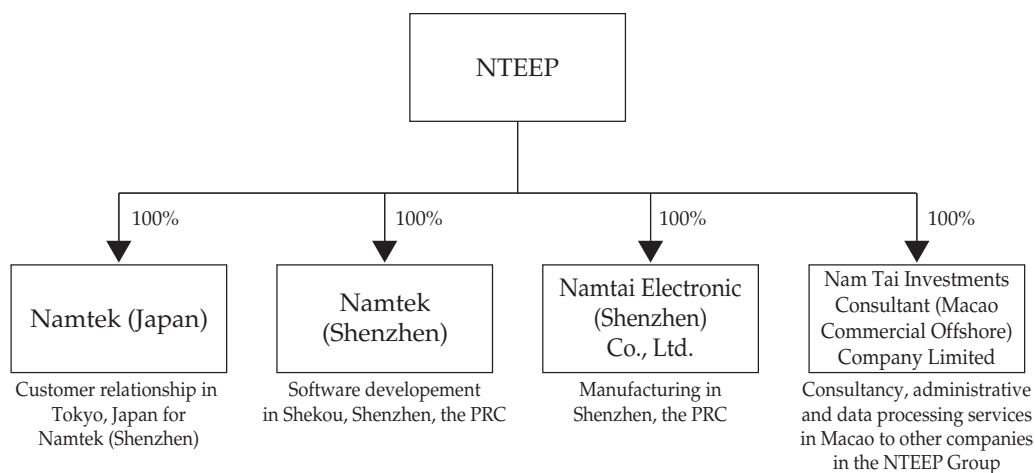 NTEEP
100%
100%
100%
100%
Namtek (Japan)
Namtek
(Shenzhen)
Namtai Electronic
(Shenzhen)
Co., Ltd.
Nam Tai Investments
Consultant (Macao
Commercial Offshore)
Company Limited
Customer relationship in
Tokyo, Japan for
Namtek (Shenzhen)
Software developement
in Shekou, Shenzhen, the PRC
Manufacturing in
Shenzhen, the PRC
Consultancy, administrative
and data processing services
in Macao to other companies
in the NTEEP Group